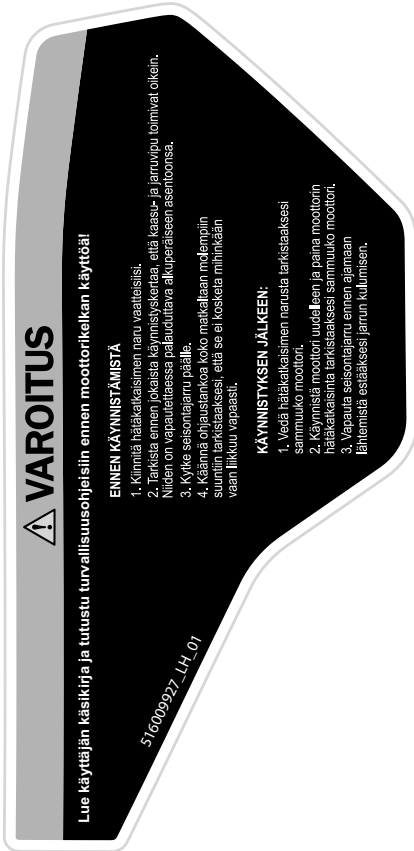 ⚠ VAROITUS
Lue käyttäjän käsikirja ja tutustu turvallisuusohjeisiin ennen moottorikelkan käyttöä!
ENNEN KÄYNNISTÄMISTÄ
1. Kiinnitä hätäkatkaisimen naru vaatteisiisi.
2. Tarkista ennen jokaista käynnistyskertaa, että kaasu- ja jarruvipu toimivat oikein.
Niiden on vapautetteessa palauduttava alkuperäiseen asentoonsa.
3. Kytke seisontajarru päälle.
4. Käännä ohjaustankoa koko matkaltaan molempiin
suuntiin tarkistaaksesi, että se ei kosketa mihinkään
vaan liikkuu vapaasti.
KÄYNNISTYKSEN JÄLKEEN:
1. Vedä hätäkatkaisimen narusta tarkistaaksesi
sammuuko moottori.
2. Käynnistä moottori uudelleen ja paina moottorin
hätäkatkaisinta tarkistaaksesi sammuuko moottori.
3. Vapauta seisontajarru ennen ajamaan
lähtemistä estääksesi jarrun kulumisen.
516009927_LH_01